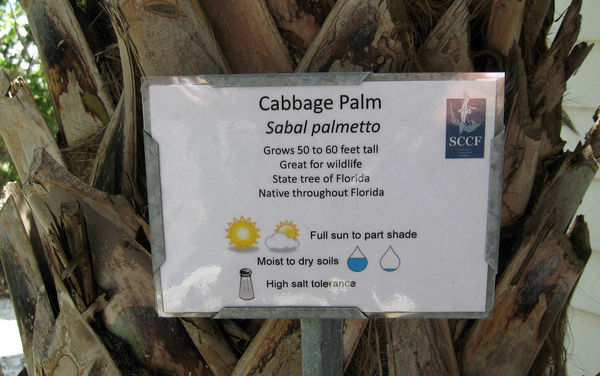 Cabbage Palm
Sabal palmetto
Grows 50 to 60 feet tall
Great for wildlife
State tree of Florida
Native throughout Florida
SCCF
Full sun to part shade
Moist to dry soils
High salt tolerance